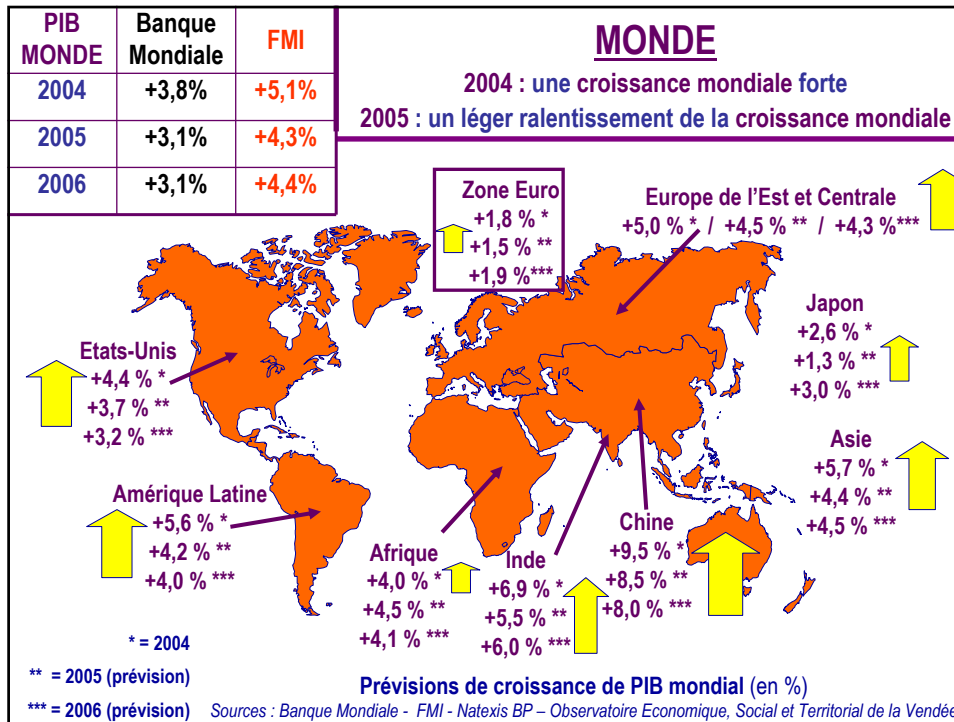 PIB MONDE	Banque Mondiale	FMI
2004	+3,8%	+5,1%
2005	+3,1%	+4,3%
2006	+3,1%	+4,4%
MONDE
2004 : une croissance mondiale forte
2005 : un léger ralentissement de la croissance mondiale
Zone Euro
+1,8 % *
+1,5 % **
+1,9 %***
Europe de l’Est et Centrale
+5,0 % * / +4,5 % ** / +4,3 %***
Japon
+2,6 % *
+1,3 % **
+3,0 % ***
Etats-Unis
+4,4 % *
+3,7 % **
+3,2 % ***
Asie
+5,7 % *
+4,4 % **
+4,5 % ***
Amérique Latine
+5,6 % *
+4,2 % **
+4,0 % ***
Afrique
+4,0 % *
+4,5 % **
+4,1 % ***
Inde
+6,9 % *
+5,5 % **
+6,0 % ***
Chine
+9,5 % *
+8,5 % **
+8,0 % ***
* = 2004
** = 2005 (prévision)
*** = 2006 (prévision)
Prévisions de croissance de PIB mondial (en %)
Sources : Banque Mondiale - FMI - Natexis BP – Observatoire Economique, Social et Territorial de la Vendée